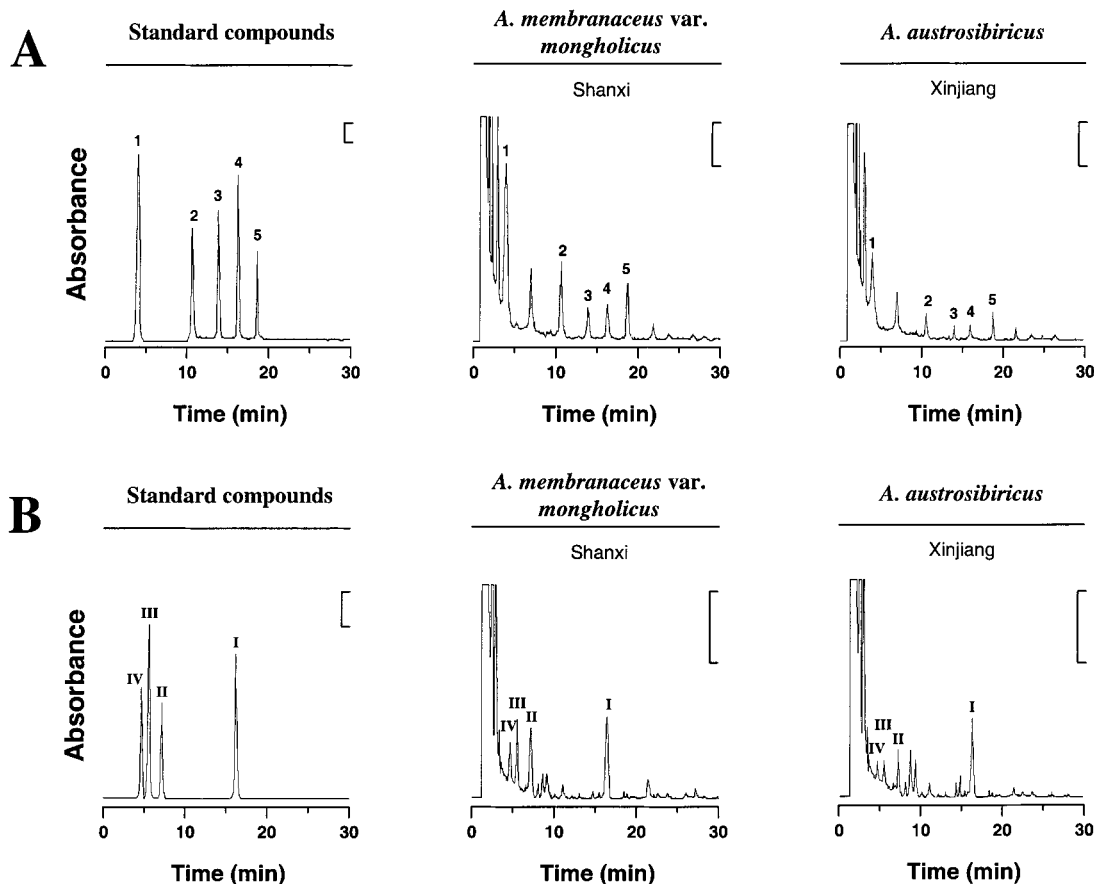 A
Standard compounds
A. membranaceus var.
mongholicus
A. austrosibiricus
Shanxi
Xinjiang
Absorbance
1
2
3
4
5
1
2
3
4
5
1
2
3
4
5
0 10 20 30
0 10 20 30
0 10 20 30
Time (min)
Time (min)
Time (min)
B
Standard compounds
A. membranaceus var.
mongholicus
A. austrosibiricus
Shanxi
Xinjiang
Absorbance
IV
III
II
I
IV
III
II
I
IV
III
II
I
0 10 20 30
0 10 20 30
0 10 20 30
Time (min)
Time (min)
Time (min)